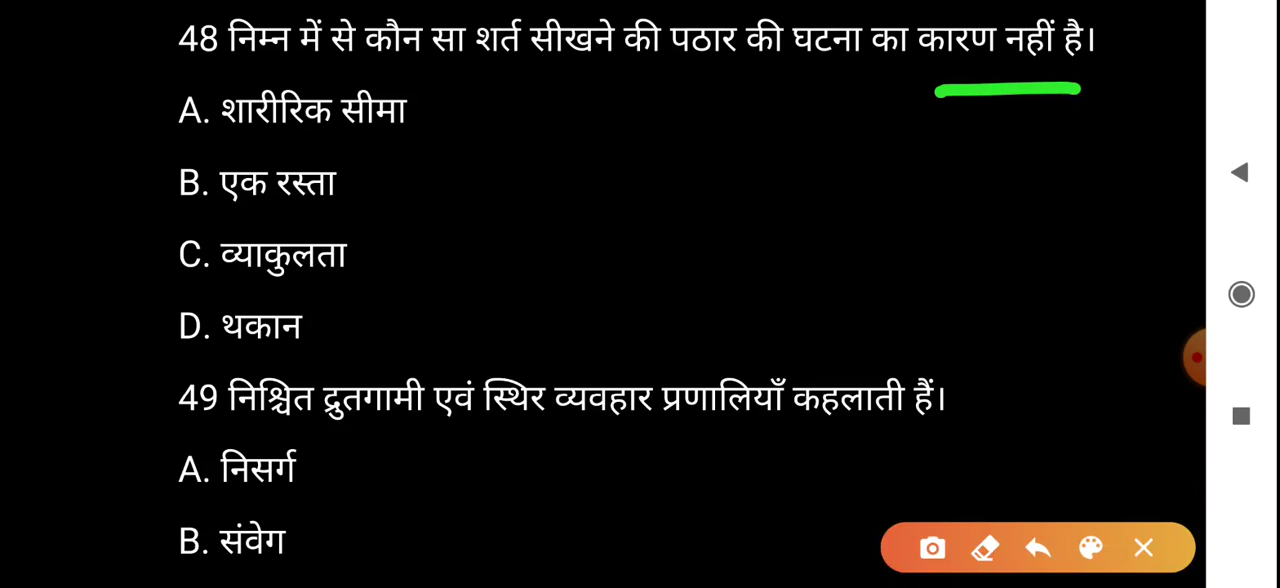 48 निम्न में से कौन सा शर्त सीखने की पठार की घटना का कारण नहीं है।
A. शारीरिक सीमा
B. एक रस्ता
C. व्याकुलता
D. थकान
49 निश्चित द्रुतगामी एवं स्थिर व्यवहार प्रणालियाँ कहलाती हैं।
A. निसर्ग
B. संवेग